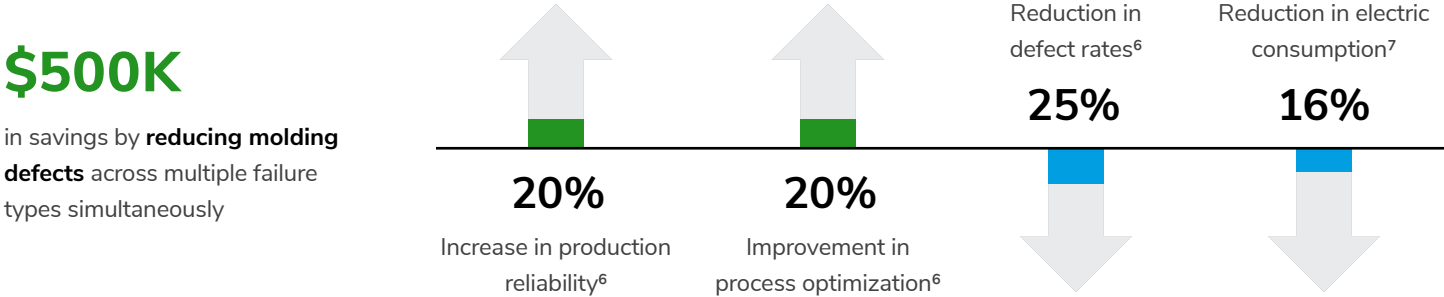 $500K
in savings by reducing molding
defects across multiple failure
types simultaneously
20%
Increase in production
reliability⁶
20%
Improvement in
process optimization⁶
Reduction in
defect rates⁶
25%
Reduction in electric
consumption⁷
16%